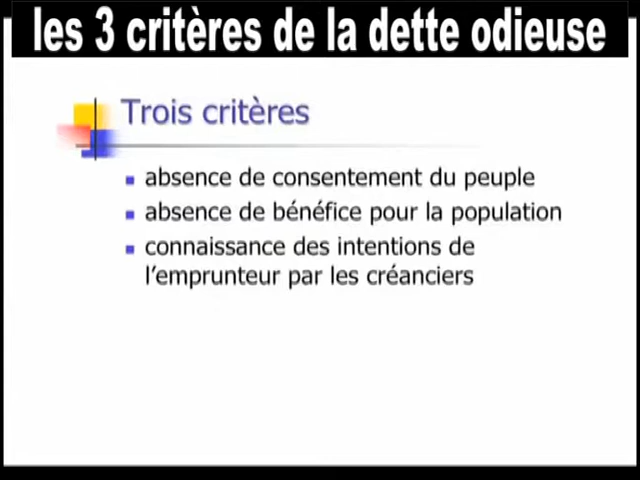 les 3 critères de la dette odieuse
Trois critères
absence de consentement du peuple
absence de bénéfice pour la population
connaissance des intentions de
l'emprunteur par les créanciers